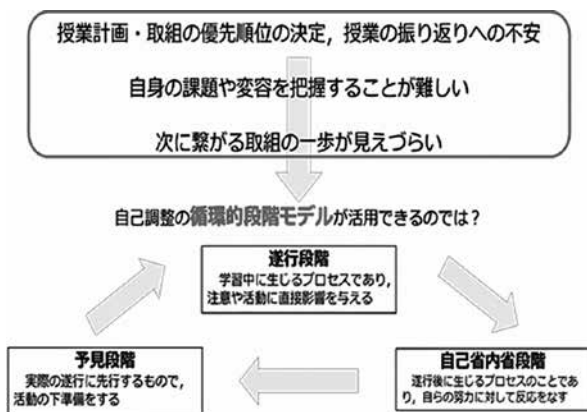 授業計画・取組の優先順位の決定，授業の振り返りへの不安
自身の課題や変容を把握することが難しい
次に繋がる取組の一歩が見えづらい
自己調整の循環的段階モデルが活用できるのでは？
遂行段階
学習中に生じるプロセスであり，
注意や活動に直接影響を与える
予見段階
実際の遂行に先行するもので，
活動の下準備をする
自己省内省段階
遂行後に生じるプロセスのことであ
り，自らの努力に対して反応をなす